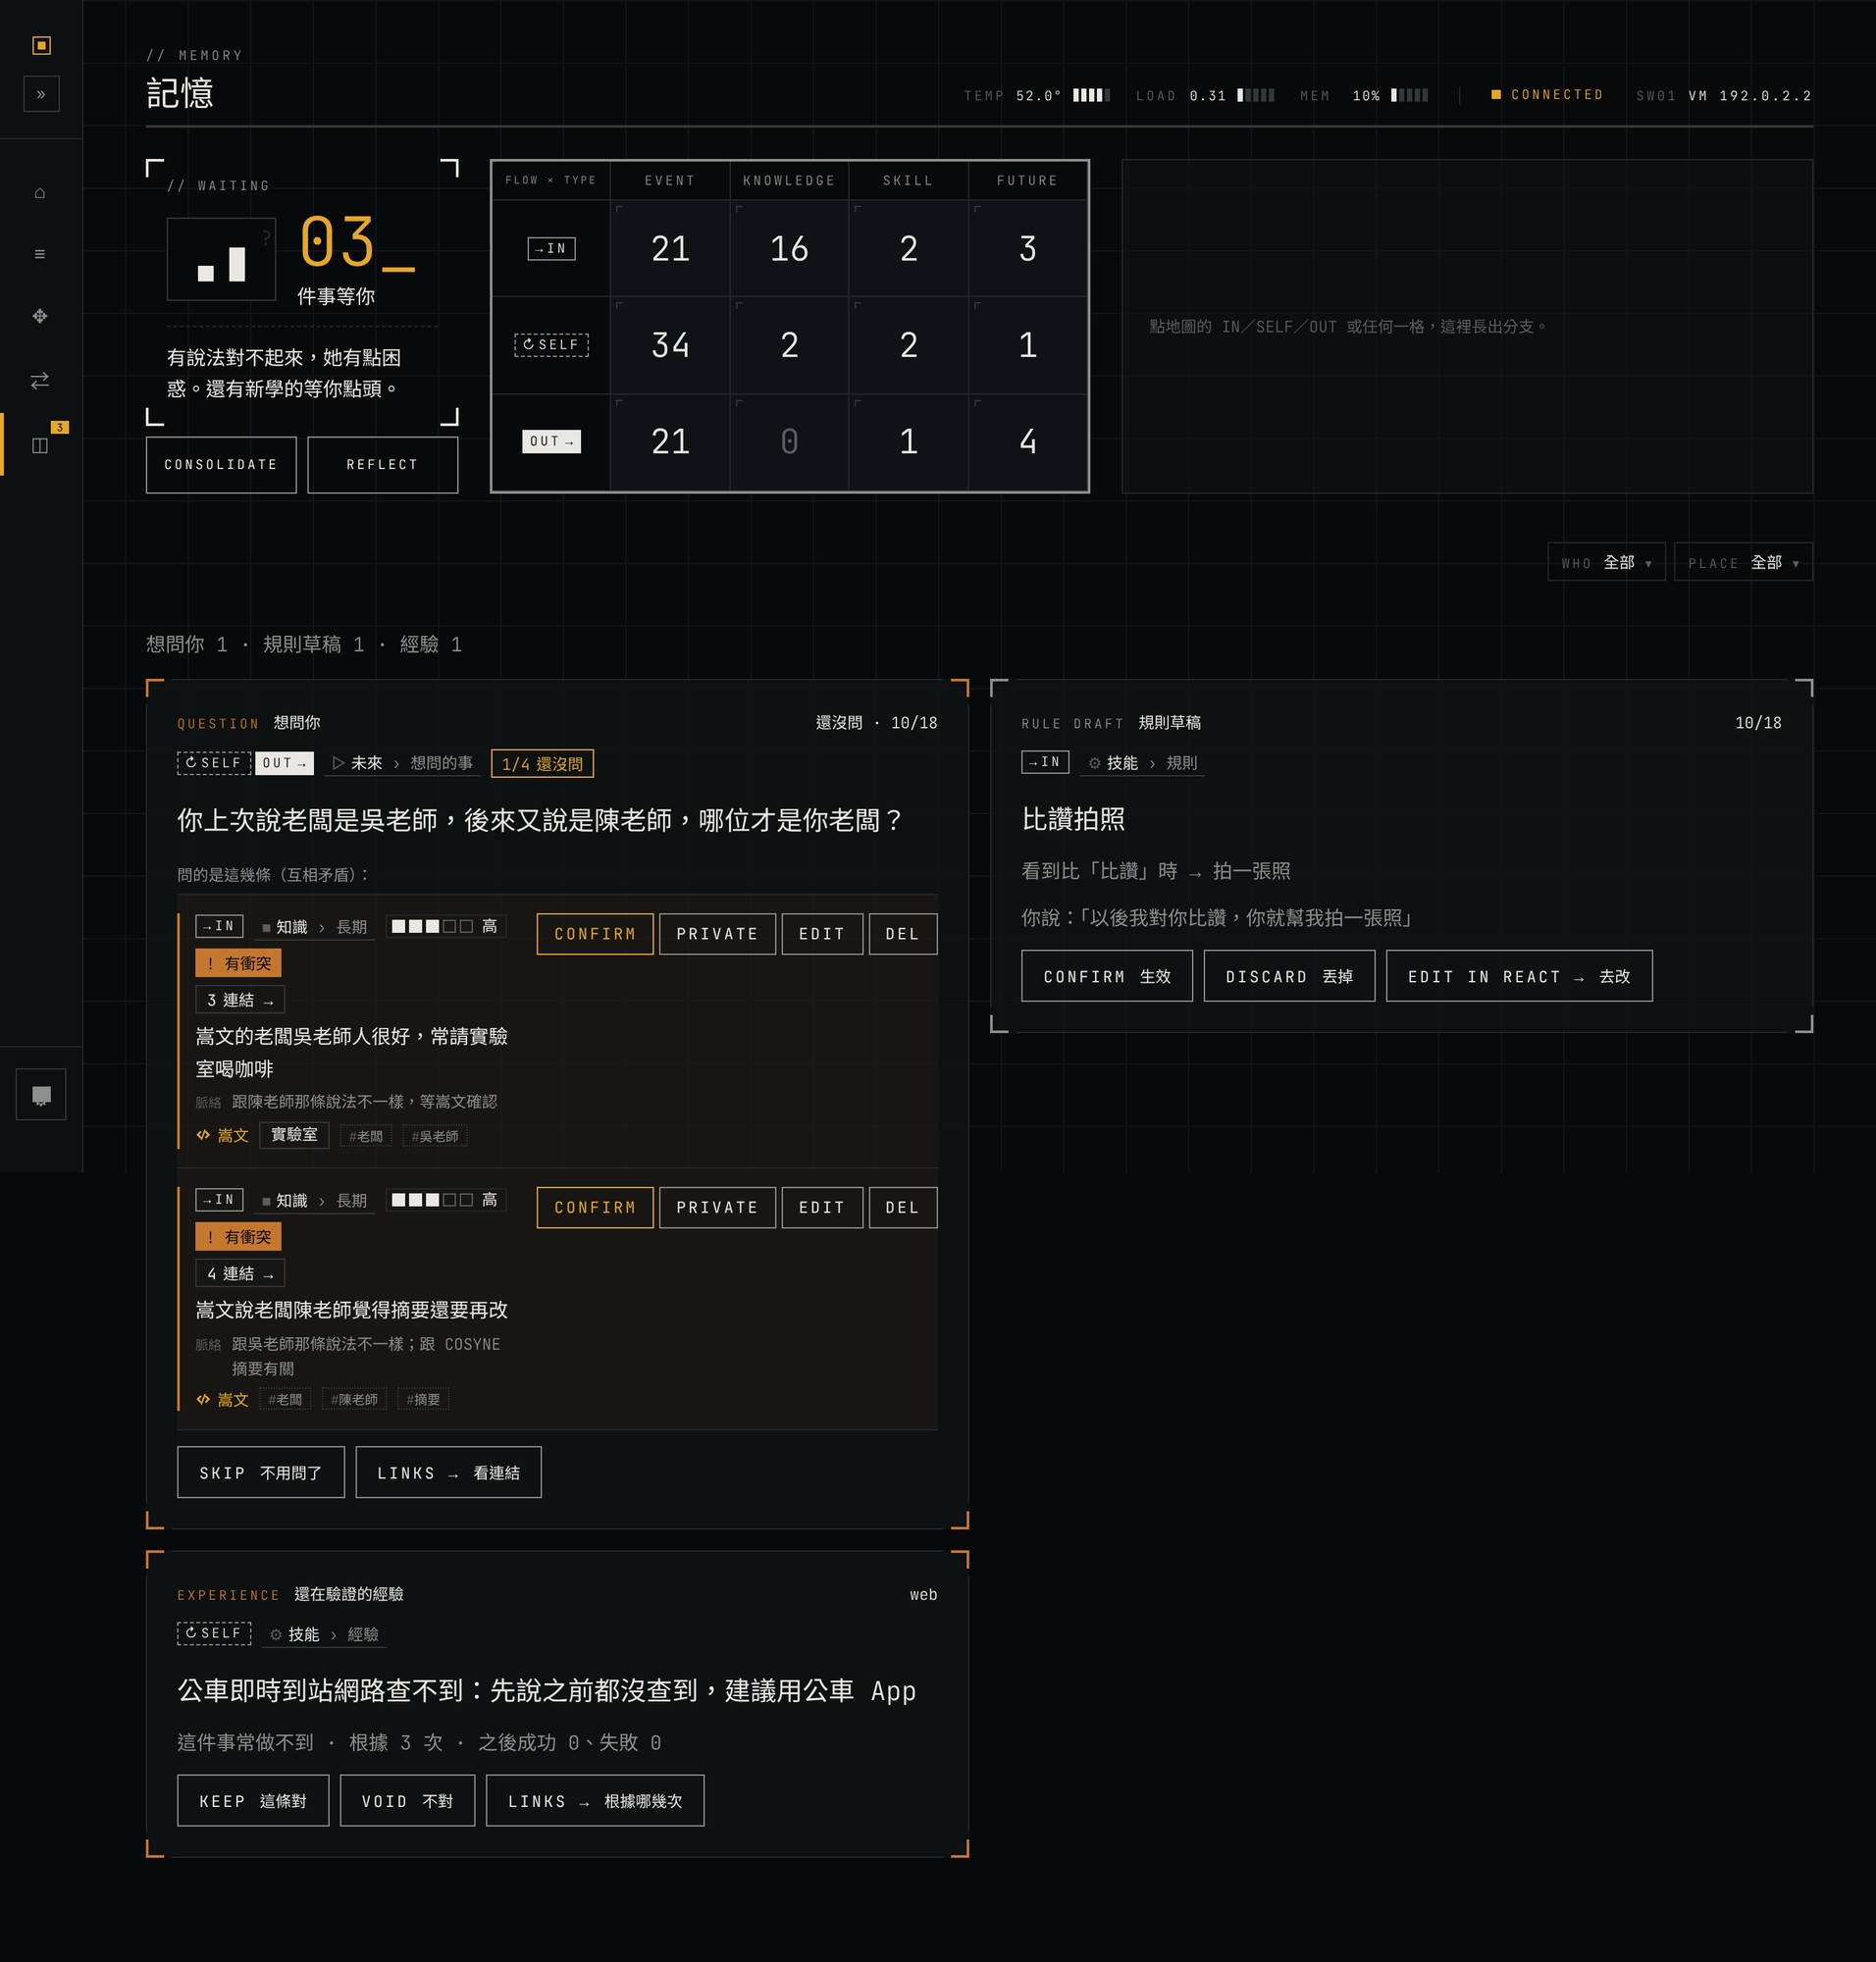 // MEMORY
記憶
TEMP 52.0° LOAD 0.31 MEM 10% CONNECTED SW01 VM 192.0.2.2
»
3
// WAITING
?
03_
件事等你
有說法對不起來，她有點困
惑。還有新學的等你點頭。
CONSOLIDATE REFLECT
FLOW × TYPE EVENT KNOWLEDGE SKILL FUTURE
→IN 21 16 2 3
↻SELF 34 2 2 1
OUT→ 21 0 1 4
點地圖的 IN／SELF／OUT 或任何一格，這裡長出分支。
WHO 全部 ▾ PLACE 全部 ▾
想問你 1 · 規則草稿 1 · 經驗 1
QUESTION 想問你 還沒問 · 10/18
↻SELF OUT→ ▷ 未來 › 想問的事 1/4 還沒問
你上次說老闆是吳老師，後來又說是陳老師，哪位才是你老闆？
問的是這幾條（互相矛盾）：
→IN ■ 知識 › 長期 高 CONFIRM PRIVATE EDIT DEL
! 有衝突
3 連結 →
嵩文的老闆吳老師人很好，常請實驗
室喝咖啡
脈絡 跟陳老師那條說法不一樣，等嵩文確認
嵩文 實驗室 #老闆 #吳老師
→IN ■ 知識 › 長期 高 CONFIRM PRIVATE EDIT DEL
! 有衝突
4 連結 →
嵩文說老闆陳老師覺得摘要還要再改
脈絡 跟吳老師那條說法不一樣；跟 COSYNE
摘要有關
嵩文 #老闆 #陳老師 #摘要
SKIP 不用問了 LINKS → 看連結
RULE DRAFT 規則草稿 10/18
→IN ⚙ 技能 › 規則
比讚拍照
看到比「比讚」時 → 拍一張照
你說：「以後我對你比讚，你就幫我拍一張照」
CONFIRM 生效 DISCARD 丟掉 EDIT IN REACT → 去改
EXPERIENCE 還在驗證的經驗 web
↻SELF ⚙ 技能 › 經驗
公車即時到站網路查不到：先說之前都沒查到，建議用公車 App
這件事常做不到 · 根據 3 次 · 之後成功 0、失敗 0
KEEP 這條對 VOID 不對 LINKS → 根據哪幾次